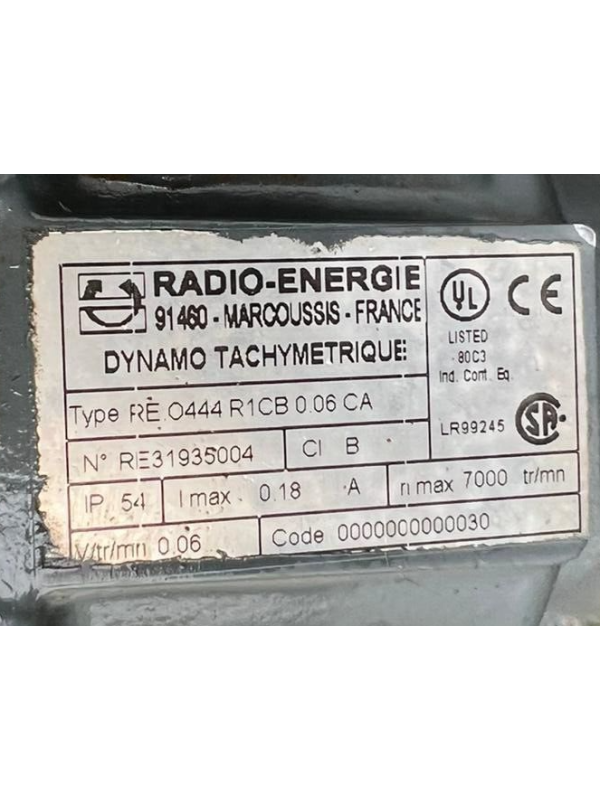 RADIO-ENERGIE
91460 - MARCOUSSIS - FRANCE
DYNAMO TACHYMETRIQUE
Type RE.O444 R1CB 0.06 CA
N° RE31935004 Cl B
IP 54 I max 0.18 A n max 7000 tr/mn
V/tr/mn 0.06 Code 0000000000030
UL CE
LISTED
80C3
Ind. Cont. Eq.
LR99245 SA